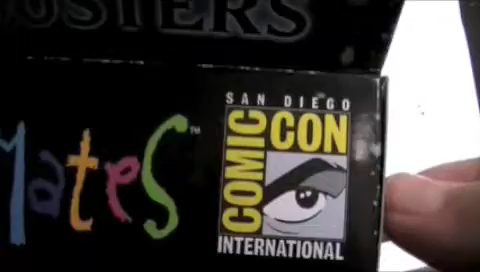 USTERS
Mates™
SAN DIEGO
COMIC CON
INTERNATIONAL